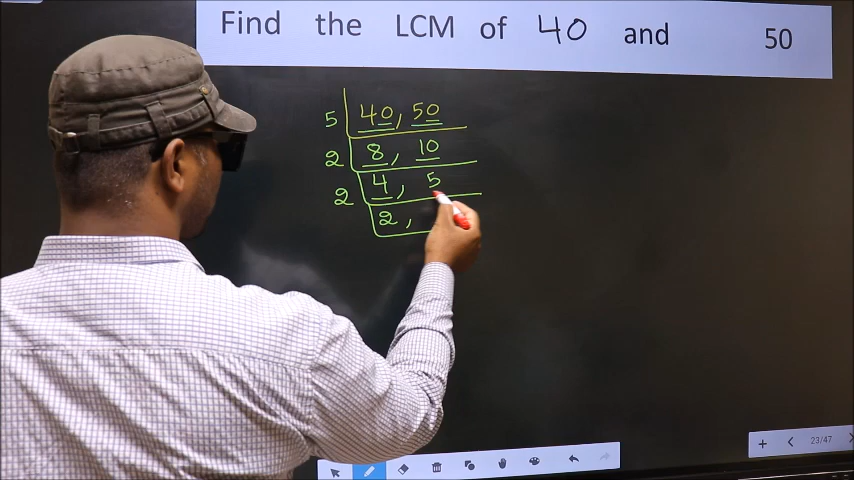 Find the LCM of 40 and 50
5 40, 50
2 8, 10
2 4, 5
2,
23/47